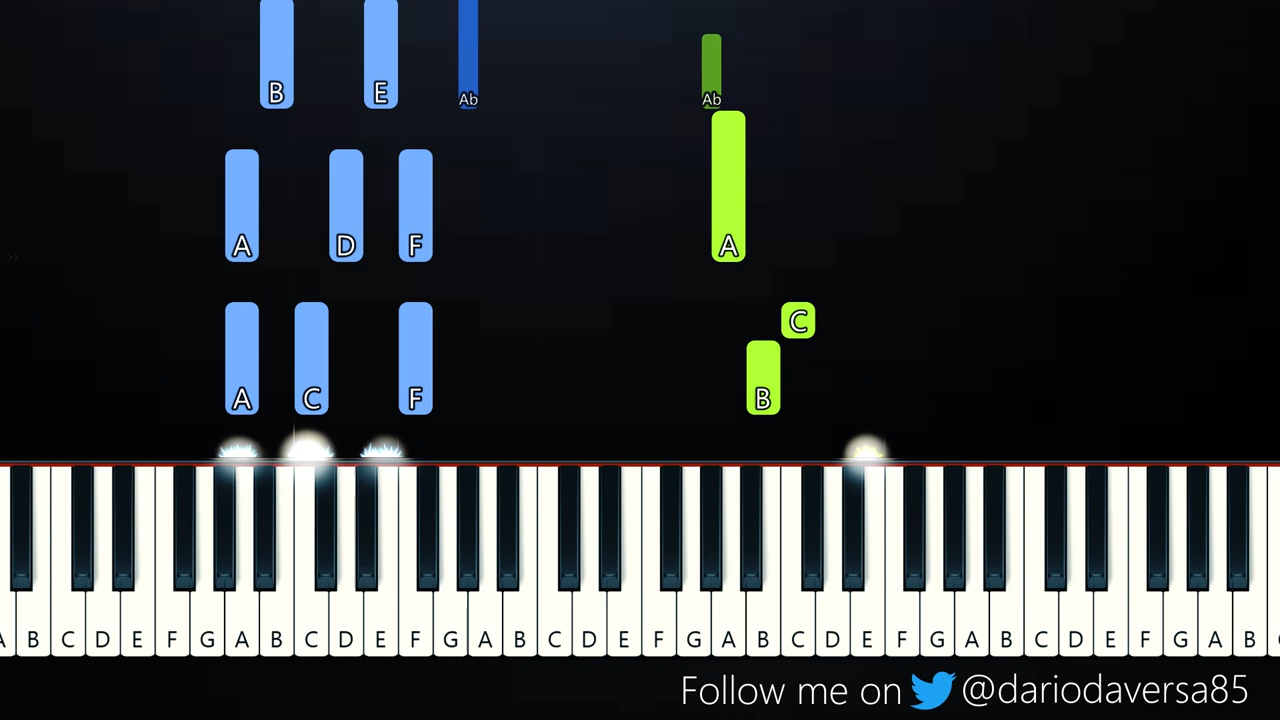 B E Ab Ab
A D F A
C
A C F B
A B C D E F G A B C D E F G A B C D E F G A B C D E F G A B C D E F G A B
Follow me on @dariodaversa85